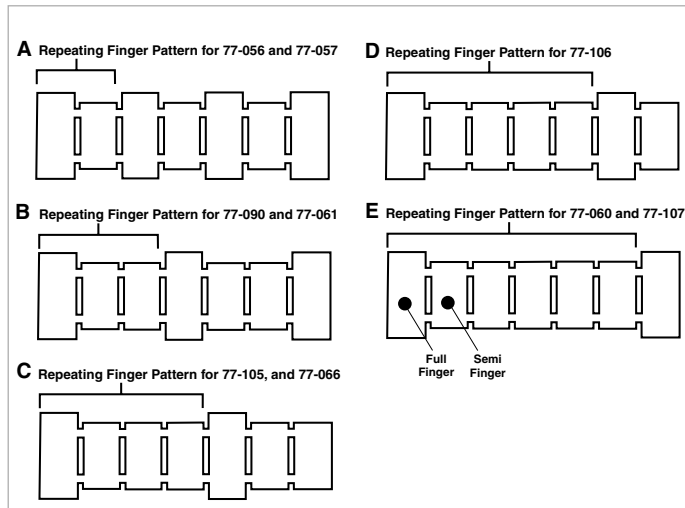 A Repeating Finger Pattern for 77-056 and 77-057
B Repeating Finger Pattern for 77-090 and 77-061
C Repeating Finger Pattern for 77-105, and 77-066
D Repeating Finger Pattern for 77-106
E Repeating Finger Pattern for 77-060 and 77-107
Full
Finger
Semi
Finger